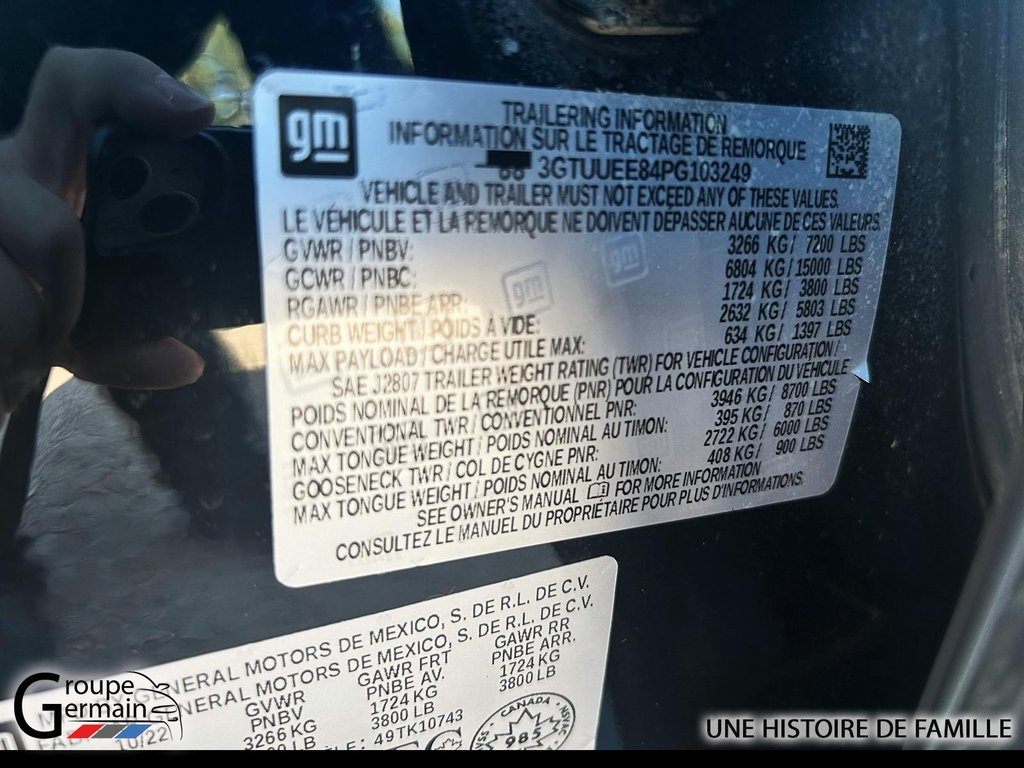 gm
TRAILERING INFORMATION
INFORMATION SUR LE TRACTAGE DE REMORQUE
3GTUUEE84PG103249
VEHICLE AND TRAILER MUST NOT EXCEED ANY OF THESE VALUES.
LE VÉHICULE ET LA REMORQUE NE DOIVENT DÉPASSER AUCUNE DE CES VALEURS.
GVWR / PNBV: 3266 KG / 7200 LBS
GCWR / PNBC: 6804 KG / 15000 LBS
RGAWR / PNBE ARR: 1724 KG / 3800 LBS
CURB WEIGHT / POIDS À VIDE: 2632 KG / 5803 LBS
MAX PAYLOAD / CHARGE UTILE MAX: 634 KG / 1397 LBS
SAE J2807 TRAILER WEIGHT RATING (TWR) FOR VEHICLE CONFIGURATION /
POIDS NOMINAL DE LA REMORQUE (PNR) POUR LA CONFIGURATION DU VÉHICULE
CONVENTIONAL TWR / CONVENTIONNEL PNR: 3946 KG / 8700 LBS
MAX TONGUE WEIGHT / POIDS NOMINAL AU TIMON: 395 KG / 870 LBS
GOOSENECK TWR / COL DE CYGNE PNR: 2722 KG / 6000 LBS
MAX TONGUE WEIGHT / POIDS NOMINAL AU TIMON: 408 KG / 900 LBS
SEE OWNER'S MANUAL FOR MORE INFORMATION
CONSULTEZ LE MANUEL DU PROPRIÉTAIRE POUR PLUS D'INFORMATIONS.
GENERAL MOTORS DE MEXICO, S. DE R.L. DE C.V.
GENERAL MOTORS DE MEXICO, S. DE R.L. DE C.V.
GVWR GAWR FRT GAWR RR
PNBV PNBE AV. PNBE ARR.
3266 KG 1724 KG 1724 KG
LB 3800 LB 3800 LB
10/22 : 49TK10743
CANADA
985
Groupe
Germain
UNE HISTOIRE DE FAMILLE